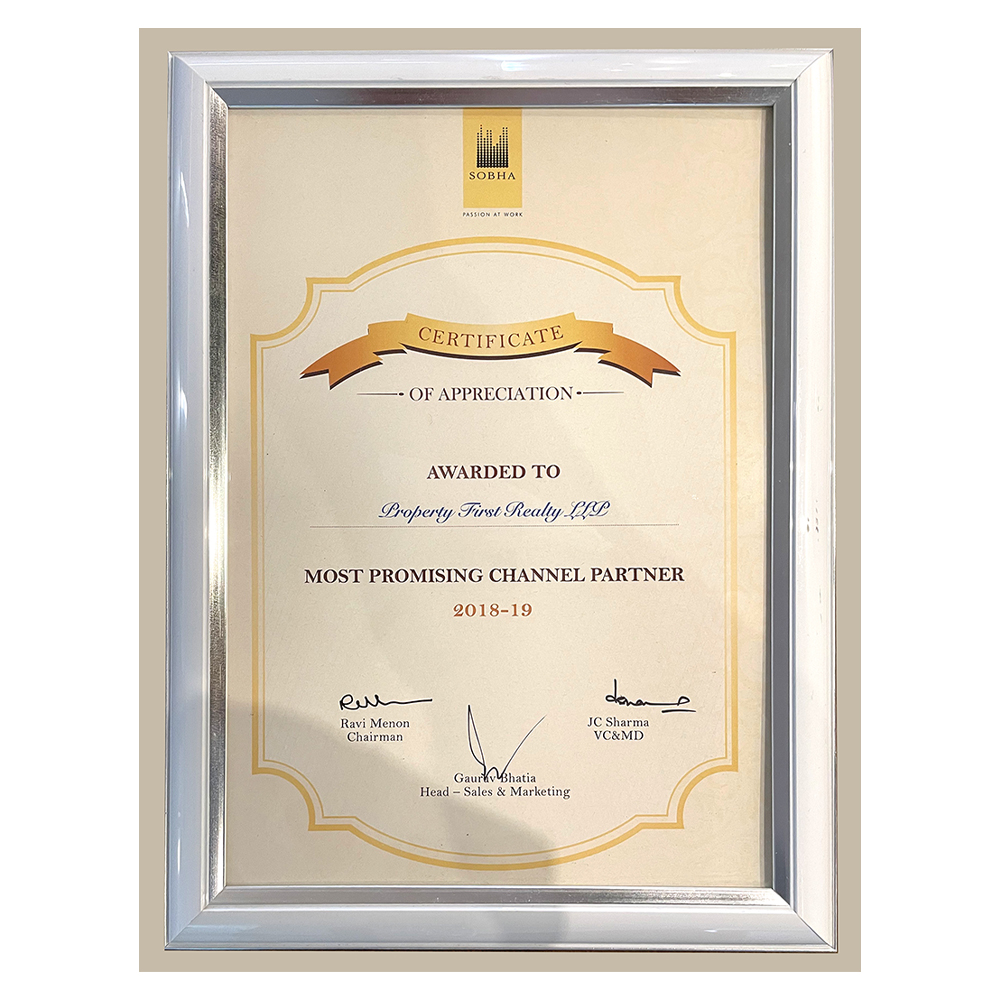 SOBHA
PASSION AT WORK
CERTIFICATE
OF APPRECIATION
AWARDED TO
Property First Realty LLP
MOST PROMISING CHANNEL PARTNER
2018-19
Ravi Menon
Chairman
JC Sharma
VC&MD
Gaurav Bhatia
Head – Sales & Marketing